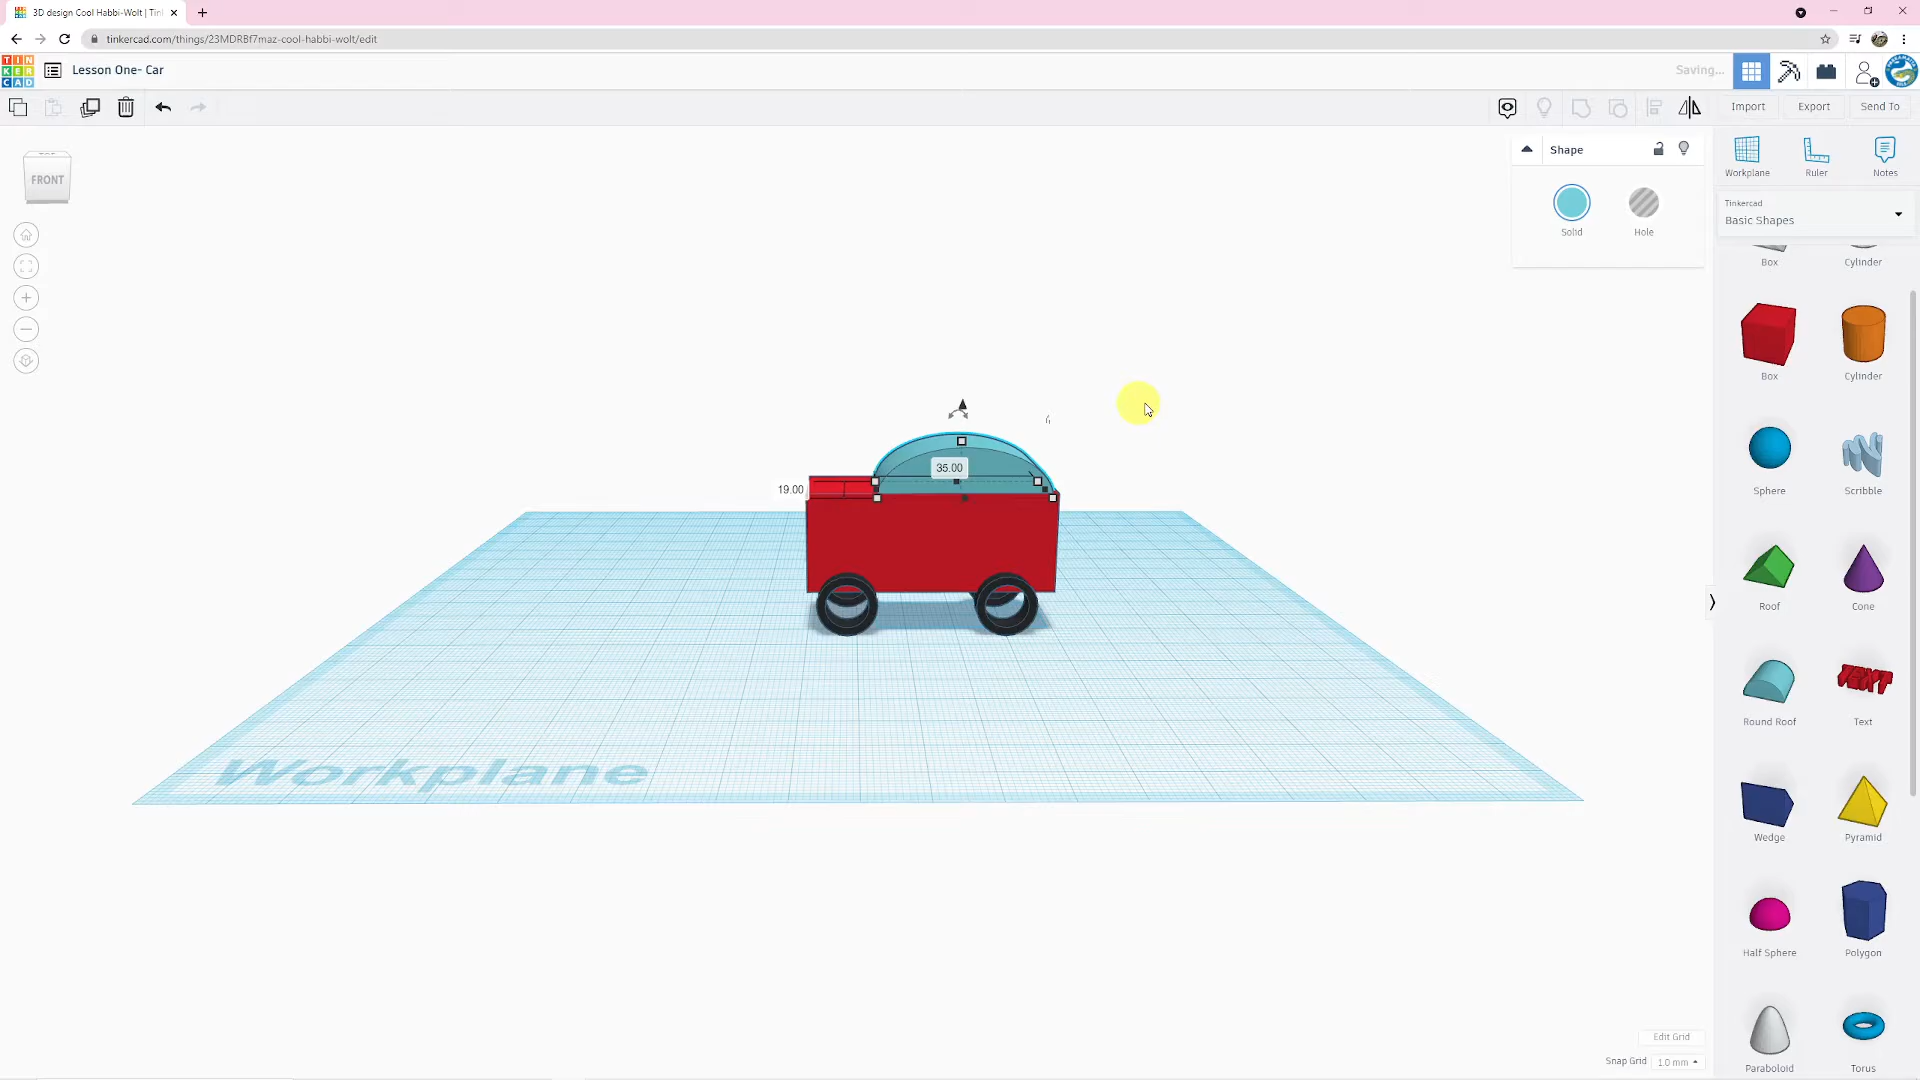 3D design Cool Habbi-Wolt | Tin
tinkercad.com/things/23MDRBf7maz-cool-habbi-wolt/edit
TIN
KER
CAD
Lesson One- Car
Saving...
Import
Export
Send To
TOP
FRONT
Shape
Solid
Hole
Workplane
Ruler
Notes
Tinkercad
Basic Shapes
Box
Cylinder
Box
Cylinder
Sphere
Scribble
Roof
Cone
Round Roof
TEXT
Text
Wedge
Pyramid
Half Sphere
Polygon
Paraboloid
Torus
35.00
19.00
Workplane
Edit Grid
Snap Grid
1.0 mm